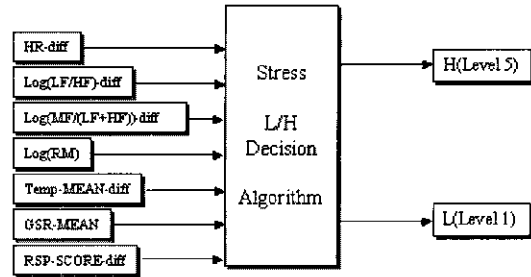 HR-diff
Log(LF/HF)-diff
Log(MF/(LF+HF))-diff
Log(RM)
Temp-MEAN-diff
GSR-MEAN
RSP-SCORE-diff
Stress
L/H
Decision
Algorithm
H(Level 5)
L(Level 1)